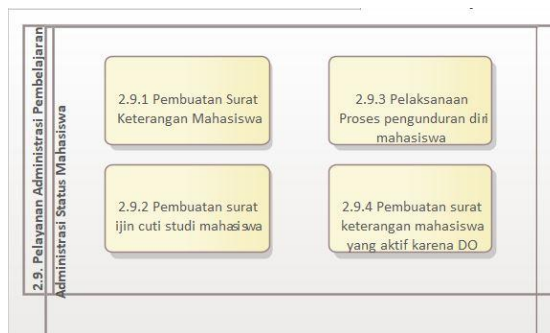 2.9. Pelayanan Administrasi Pembelajaran
Administrasi Status Mahasiswa
2.9.1 Pembuatan Surat
Keterangan Mahasiswa
2.9.3 Pelaksanaan
Proses pengunduran diri
mahasiswa
2.9.2 Pembuatan surat
ijin cuti studi mahasiswa
2.9.4 Pembuatan surat
keterangan mahasiswa
yang aktif karena DO